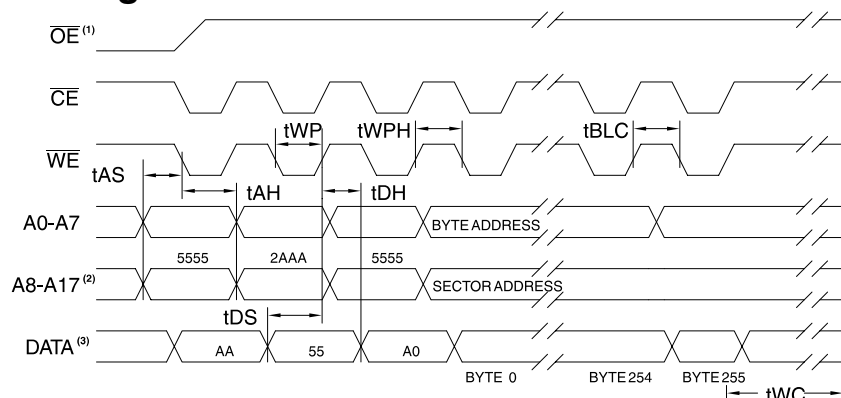 OE (1)
CE
tWP tWPH tBLC
WE
tAS
tAH tDH
A0-A7 BYTE ADDRESS
5555 2AAA 5555
A8-A17 (2) SECTOR ADDRESS
tDS
DATA (3) AA 55 A0
BYTE 0 BYTE 254 BYTE 255
tWC